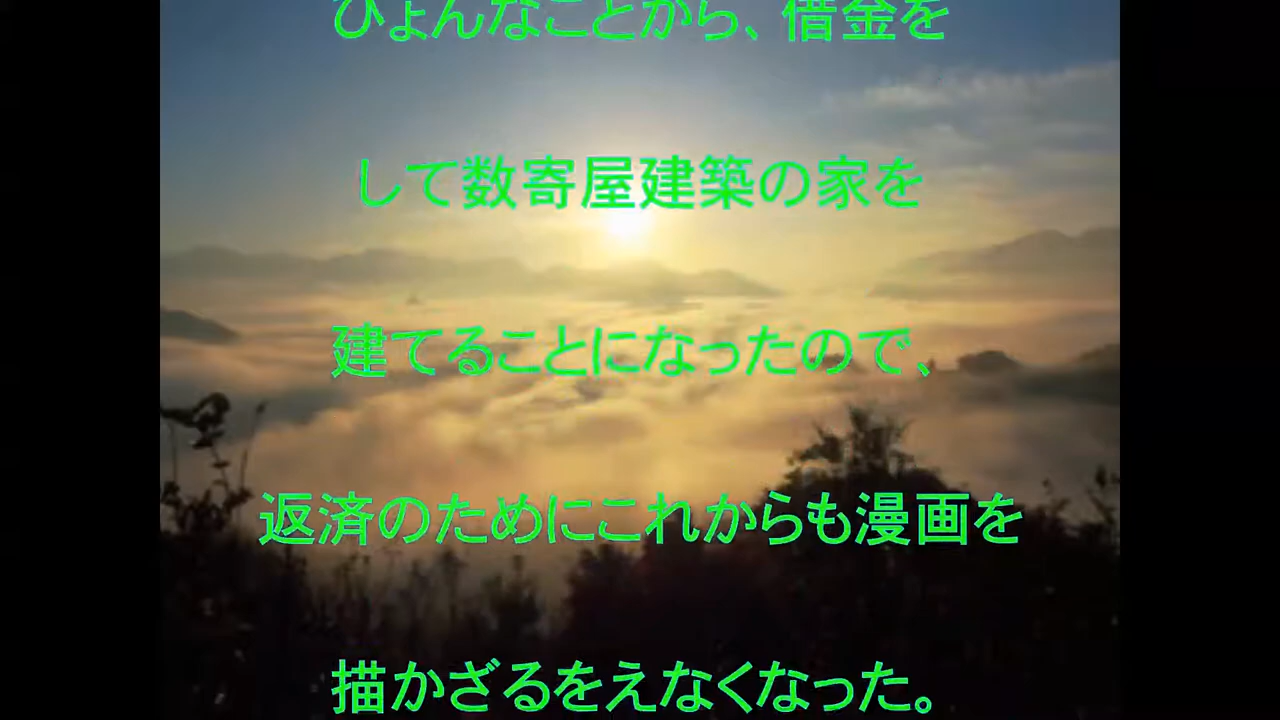 ひょんなことから、借金を
して数寄屋建築の家を
建てることになったので、
返済のためにこれからも漫画を
描かざるをえなくなった。